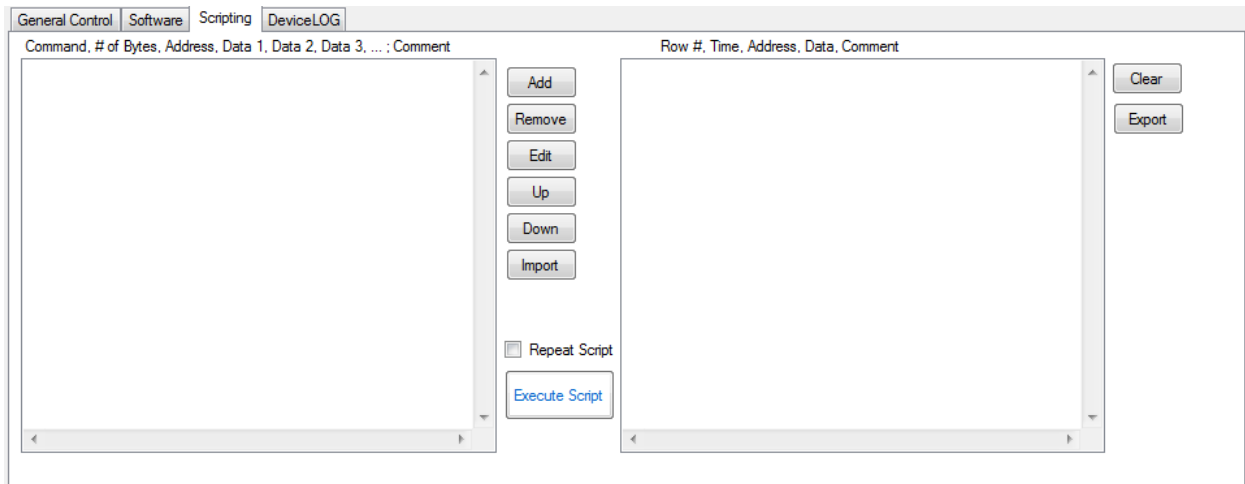 General Control Software Scripting DeviceLOG
Command, # of Bytes, Address, Data 1, Data 2, Data 3, ... ; Comment
Row #, Time, Address, Data, Comment
Add
Remove
Edit
Up
Down
Import
Repeat Script
Execute Script
Clear
Export